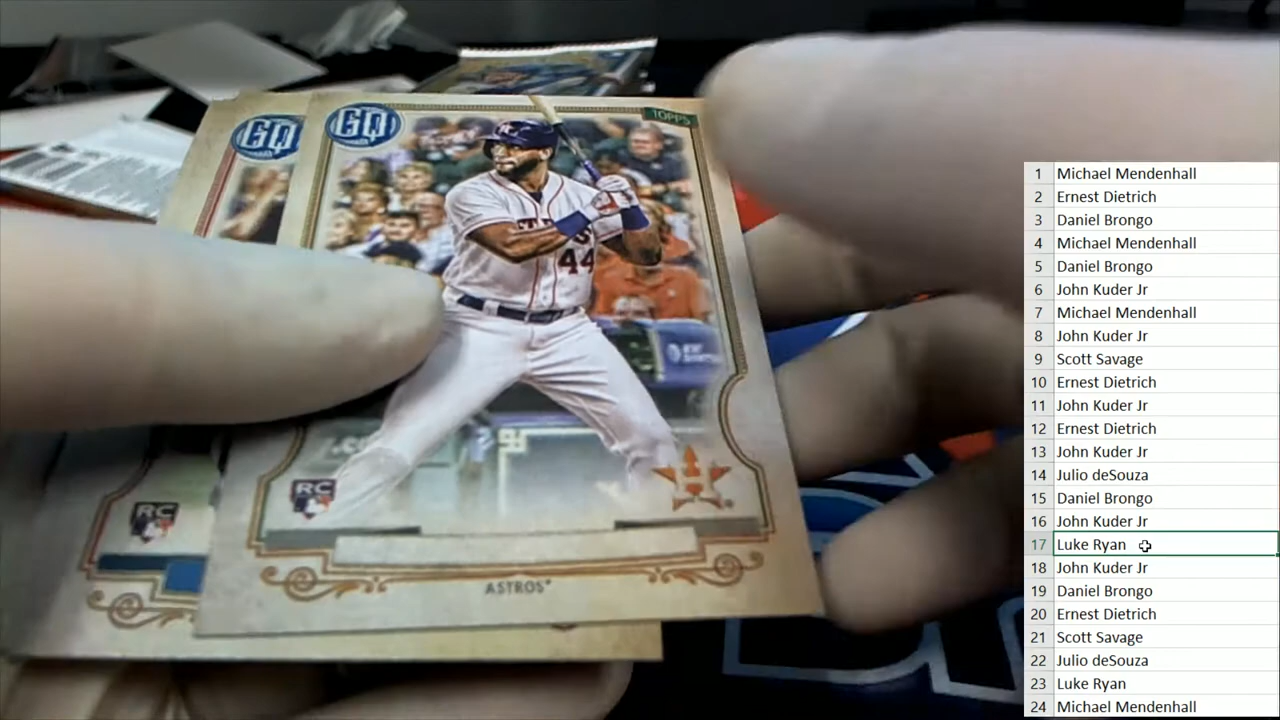 GQ
GQ
TOPPS
44
RC
RC
ASTROS
1 Michael Mendenhall
2 Ernest Dietrich
3 Daniel Brongo
4 Michael Mendenhall
5 Daniel Brongo
6 John Kuder Jr
7 Michael Mendenhall
8 John Kuder Jr
9 Scott Savage
10 Ernest Dietrich
11 John Kuder Jr
12 Ernest Dietrich
13 John Kuder Jr
14 Julio deSouza
15 Daniel Brongo
16 John Kuder Jr
17 Luke Ryan
18 John Kuder Jr
19 Daniel Brongo
20 Ernest Dietrich
21 Scott Savage
22 Julio deSouza
23 Luke Ryan
24 Michael Mendenhall